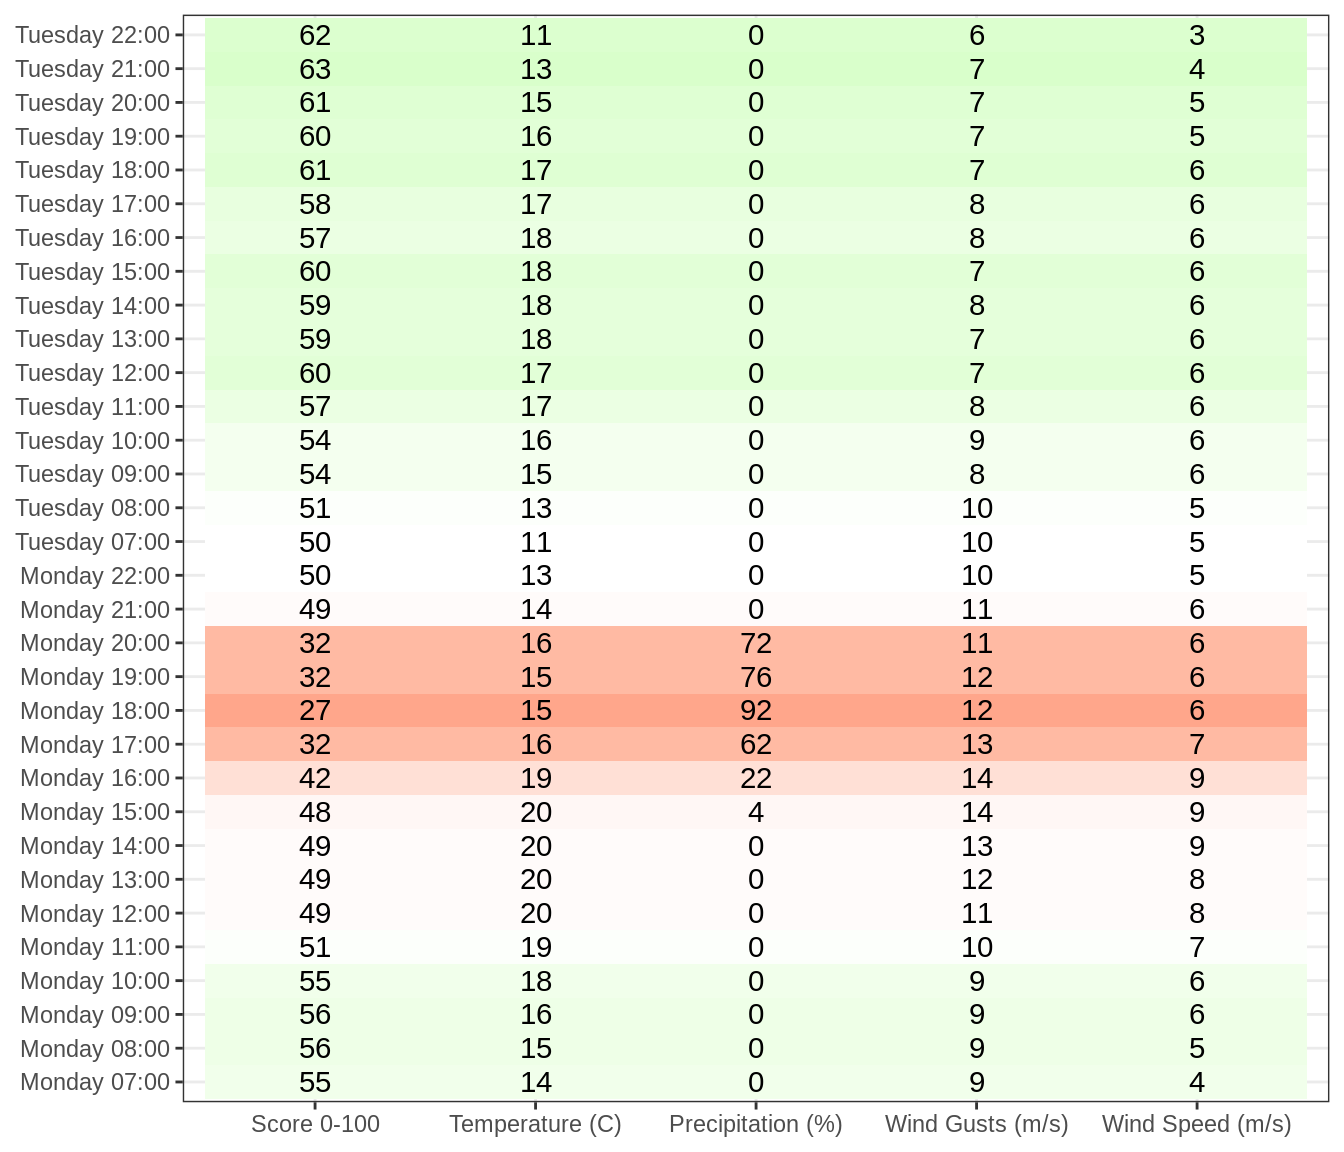 Tuesday 22:00 62 11 0 6 3
Tuesday 21:00 63 13 0 7 4
Tuesday 20:00 61 15 0 7 5
Tuesday 19:00 60 16 0 7 5
Tuesday 18:00 61 17 0 7 6
Tuesday 17:00 58 17 0 8 6
Tuesday 16:00 57 18 0 8 6
Tuesday 15:00 60 18 0 7 6
Tuesday 14:00 59 18 0 8 6
Tuesday 13:00 59 18 0 7 6
Tuesday 12:00 60 17 0 7 6
Tuesday 11:00 57 17 0 8 6
Tuesday 10:00 54 16 0 9 6
Tuesday 09:00 54 15 0 8 6
Tuesday 08:00 51 13 0 10 5
Tuesday 07:00 50 11 0 10 5
Monday 22:00 50 13 0 10 5
Monday 21:00 49 14 0 11 6
Monday 20:00 32 16 72 11 6
Monday 19:00 32 15 76 12 6
Monday 18:00 27 15 92 12 6
Monday 17:00 32 16 62 13 7
Monday 16:00 42 19 22 14 9
Monday 15:00 48 20 4 14 9
Monday 14:00 49 20 0 13 9
Monday 13:00 49 20 0 12 8
Monday 12:00 49 20 0 11 8
Monday 11:00 51 19 0 10 7
Monday 10:00 55 18 0 9 6
Monday 09:00 56 16 0 9 6
Monday 08:00 56 15 0 9 5
Monday 07:00 55 14 0 9 4
Score 0-100 Temperature (C) Precipitation (%) Wind Gusts (m/s) Wind Speed (m/s)